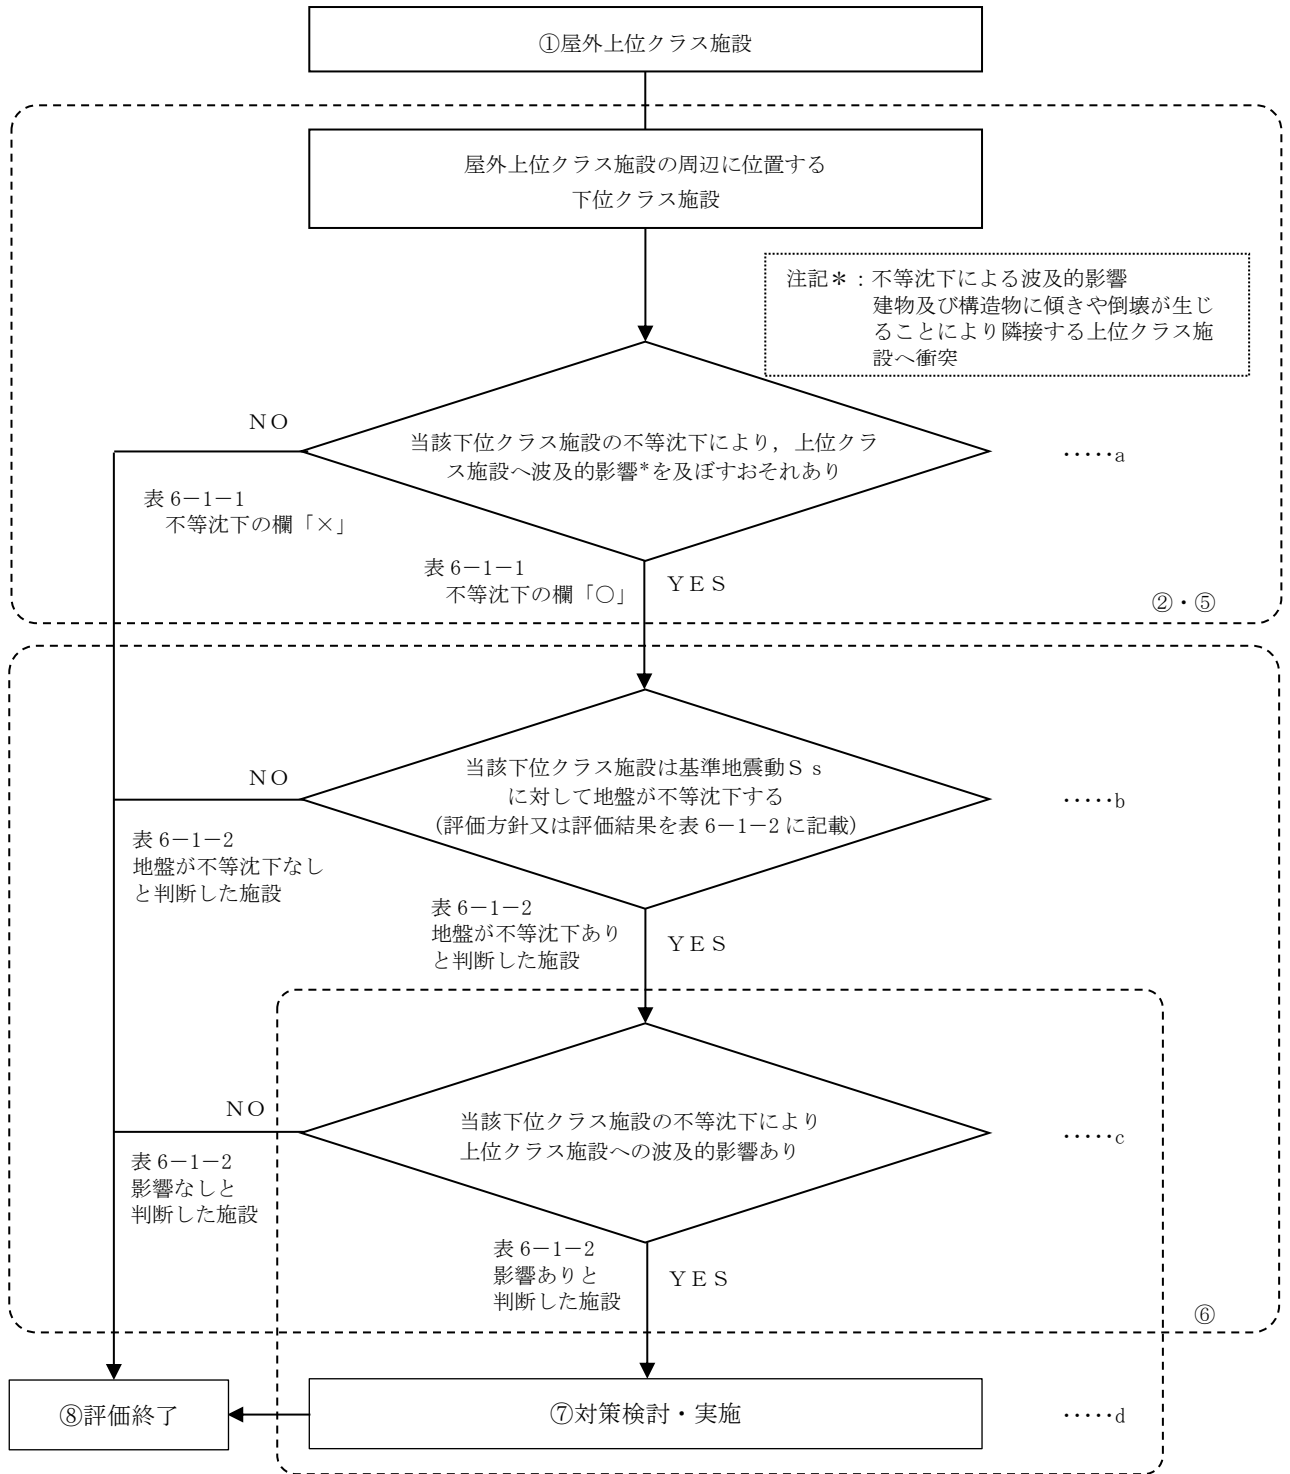 ①屋外上位クラス施設
屋外上位クラス施設の周辺に位置する
下位クラス施設
注記＊：不等沈下による波及的影響
建物及び構造物に傾きや倒壊が生じ
ることにより隣接する上位クラス施
設へ衝突
NO
当該下位クラス施設の不等沈下により，上位クラ
ス施設へ波及的影響*を及ぼすおそれあり
‥‥‥a
表 6－1－1
不等沈下の欄「×」
表 6－1－1
不等沈下の欄「○」
YES
②・⑤
NO
当該下位クラス施設は基準地震動Ｓｓ
に対して地盤が不等沈下する
(評価方針又は評価結果を表 6－1－2 に記載)
‥‥‥b
表 6－1－2
地盤が不等沈下なし
と判断した施設
表 6－1－2
地盤が不等沈下あり
と判断した施設
YES
NO
当該下位クラス施設の不等沈下により
上位クラス施設への波及的影響あり
‥‥‥c
表 6－1－2
影響なしと
判断した施設
表 6－1－2
影響ありと
判断した施設
YES
⑥
⑧評価終了
⑦対策検討・実施
‥‥‥d